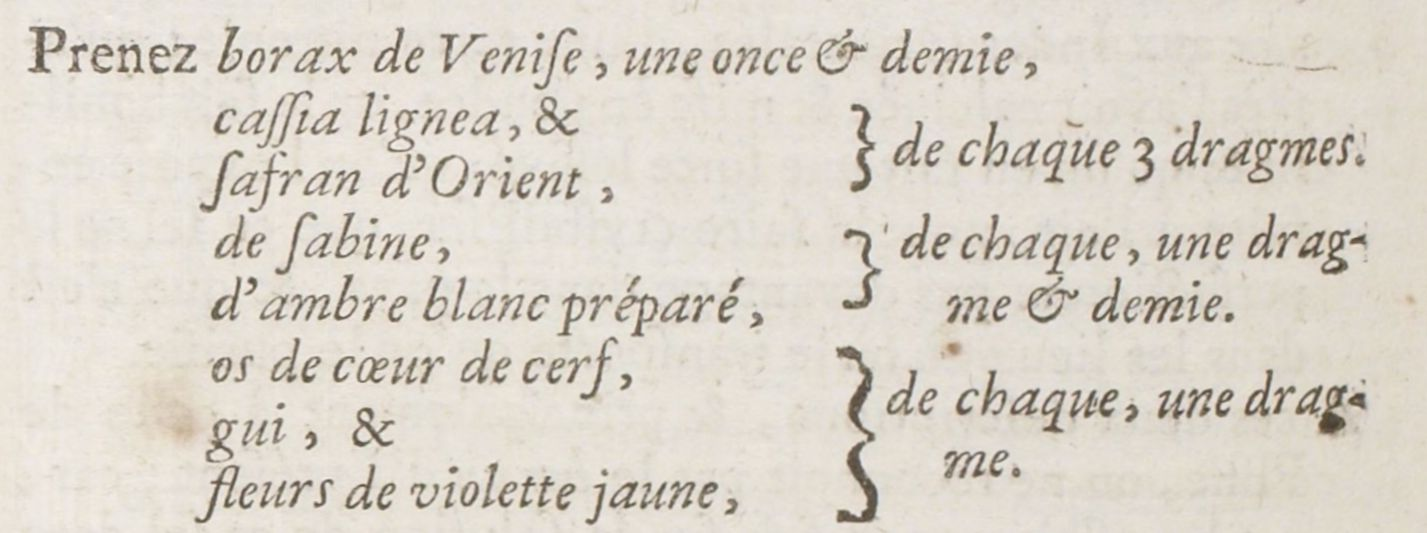 Prenez borax de Veniſe, une once & demie,
caſſia lignea, &
ſafran d'Orient,
} de chaque 3 dragmes.
de ſabine,
d'ambre blanc préparé,
} de chaque, une drag-
me & demie.
os de cœur de cerf,
gui, &
fleurs de violette jaune,
} de chaque, une drag-
me.